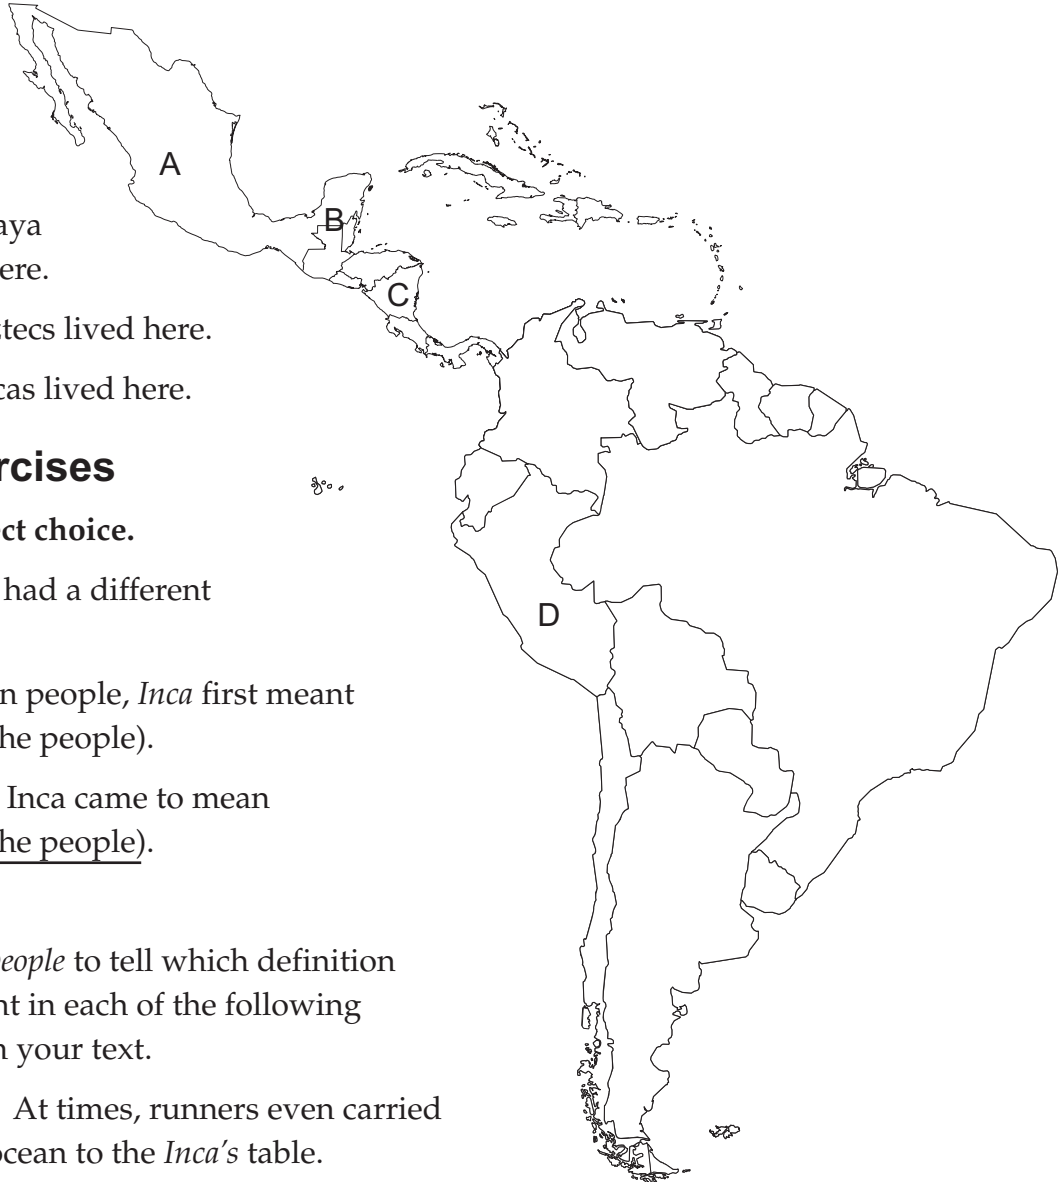 A
B
aya
ere.
C
ztecs lived here.
cas lived here.
rcises
ect choice.
had a different
D
n people, Inca first meant
he people).
Inca came to mean
he people).
eople to tell which definition
nt in each of the following
n your text.
At times, runners even carried
ocean to the Inca's table.
E